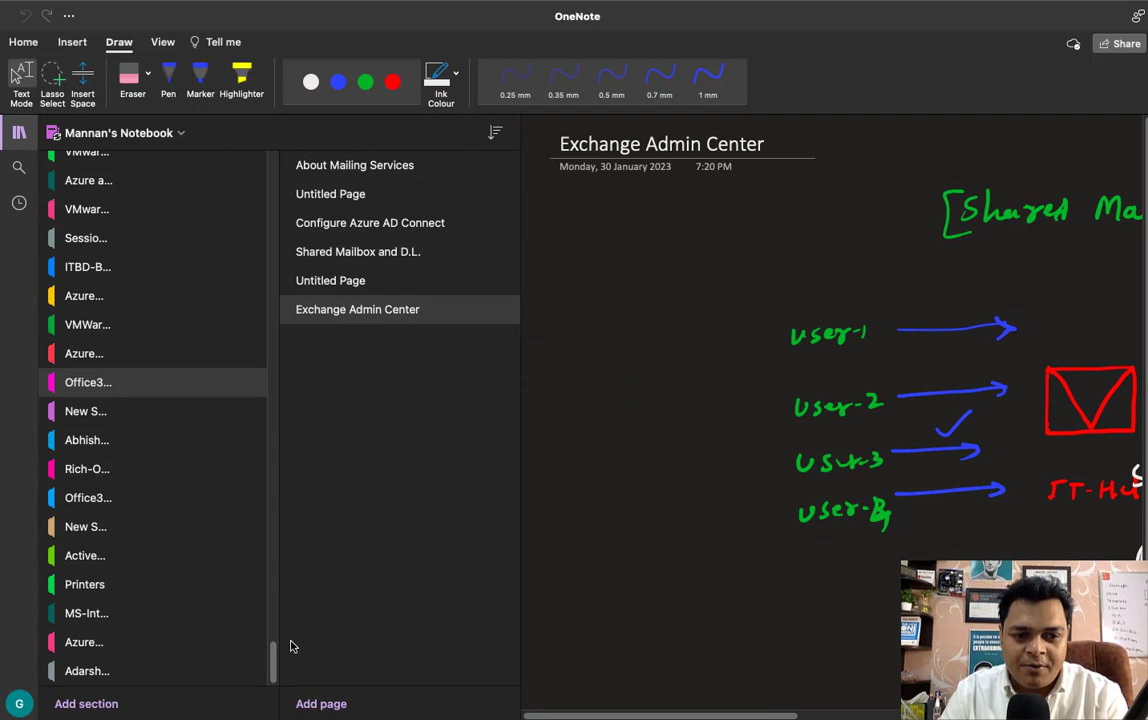 OneNote
Home Insert Draw View Tell me
Share
Text Mode
Lasso Select
Insert Space
Eraser
Pen
Marker
Highlighter
Ink Colour
0.25 mm 0.35 mm 0.5 mm 0.7 mm 1 mm
Mannan's Notebook
VMwar...
Azure a...
VMwar...
Sessio...
ITBD-B...
Azure...
VMWar...
Azure...
Office3...
New S...
Abhish...
Rich-O...
Office3...
New S...
Active...
Printers
MS-Int...
Azure...
Adarsh...
Add section
G
About Mailing Services
Untitled Page
Configure Azure AD Connect
Shared Mailbox and D.L.
Untitled Page
Exchange Admin Center
Add page
Exchange Admin Center
Monday, 30 January 2023 7:20 PM
[Shared Ma
User-1
User-2
User-3
User-